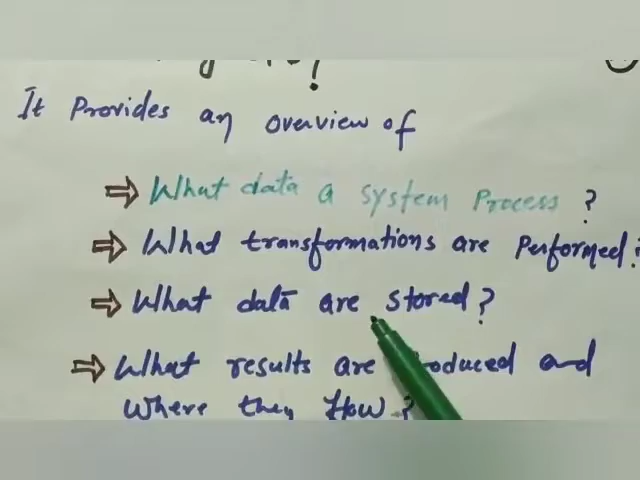 It Provides an overview of
⇒ What data a system Process ?
⇒ What transformations are Performed?
⇒ What data are stored?
⇒ What results are and
where they flow ?